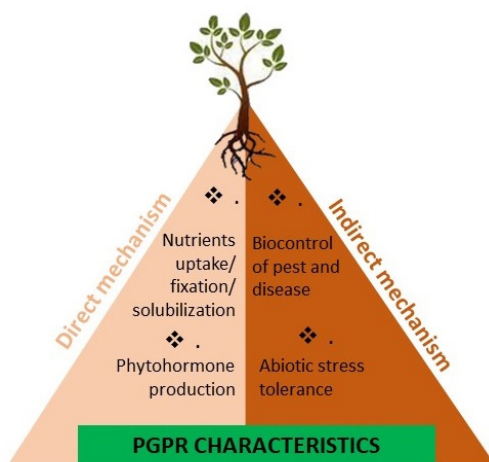 Direct mechanism
❖ .
Nutrients
uptake/
fixation/
solubilization
❖ .
Phytohormone
production
❖ .
Biocontrol
of pest and
disease
❖ .
Abiotic stress
tolerance
Indirect mechanism
PGPR CHARACTERISTICS